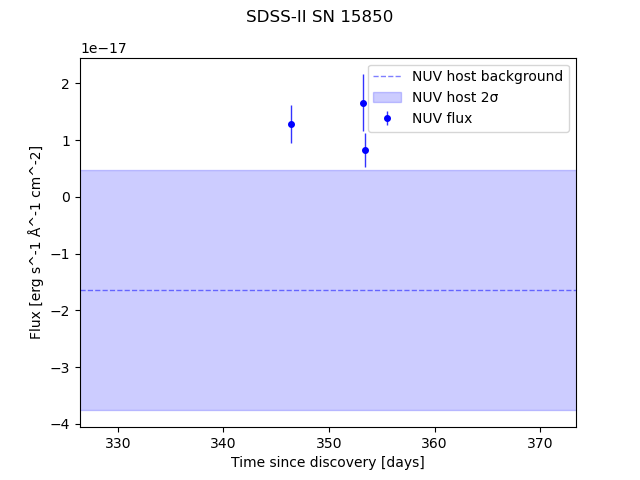 SDSS-II SN 15850
1e−17
NUV host background
NUV host 2σ
NUV flux
2
1
0
−1
−2
−3
−4
Flux [erg s^-1 Å^-1 cm^-2]
330 340 350 360 370
Time since discovery [days]